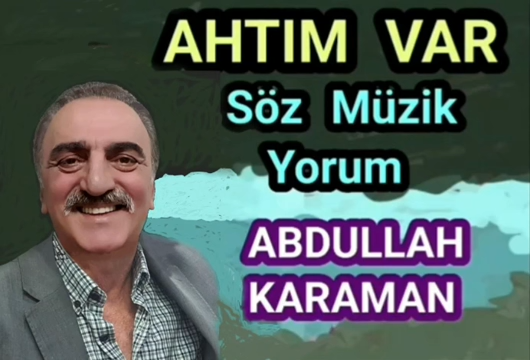 AHTIM VAR
Söz Müzik
Yorum
ABDULLAH
KARAMAN